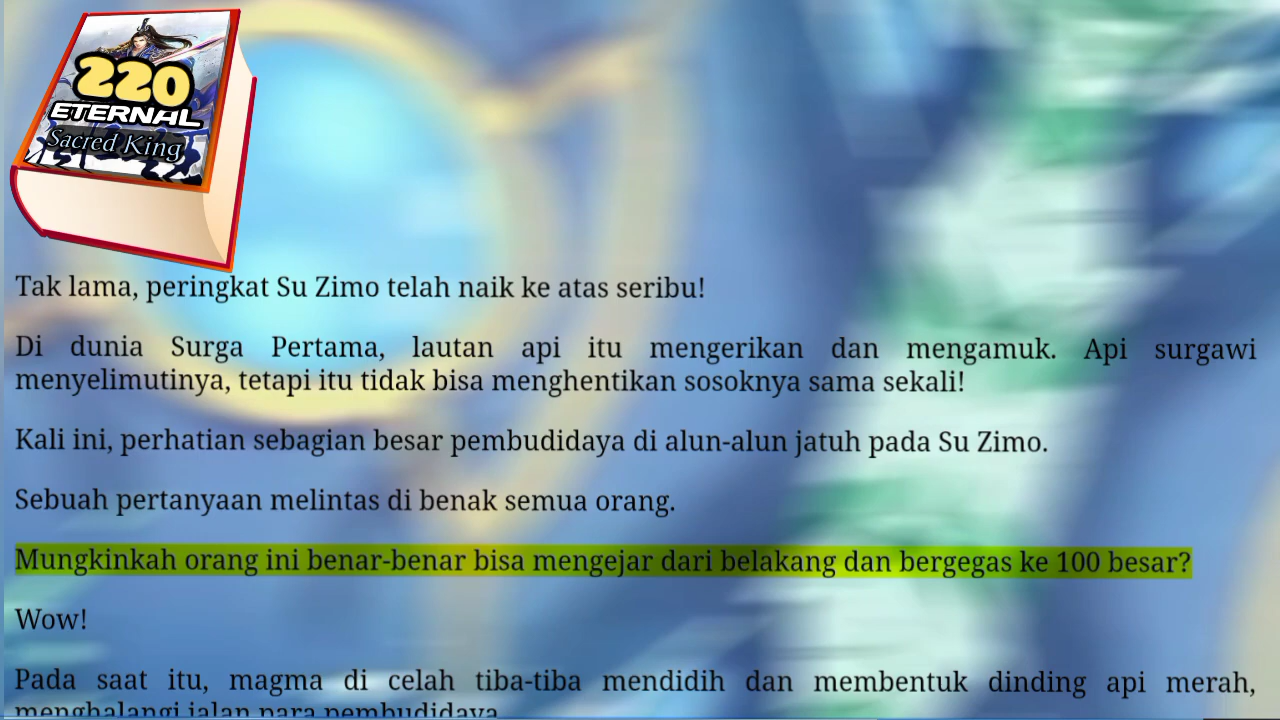 220
ETERNAL
Sacred King
Tak lama, peringkat Su Zimo telah naik ke atas seribu!
Di dunia Surga Pertama, lautan api itu mengerikan dan mengamuk. Api surgawi
menyelimutinya, tetapi itu tidak bisa menghentikan sosoknya sama sekali!
Kali ini, perhatian sebagian besar pembudidaya di alun-alun jatuh pada Su Zimo.
Sebuah pertanyaan melintas di benak semua orang.
Mungkinkah orang ini benar-benar bisa mengejar dari belakang dan bergegas ke 100 besar?
Wow!
Pada saat itu, magma di celah tiba-tiba mendidih dan membentuk dinding api merah,
menghalangi jalan para pembudidaya.